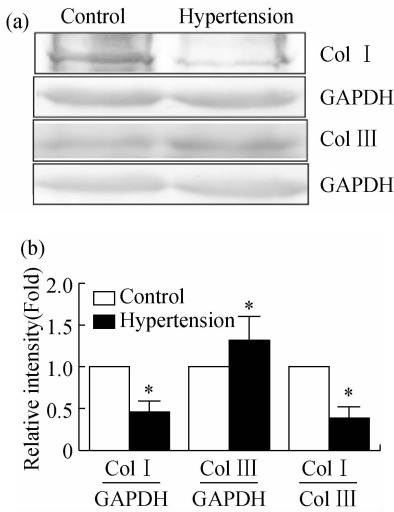 (a)
Control Hypertension
Col Ⅰ
GAPDH
Col Ⅲ
GAPDH
(b)
Relative intensity(Fold)
2.0
1.5
1.0
0.5
0
Control
Hypertension
* * *
Col Ⅰ Col Ⅲ Col Ⅰ
GAPDH GAPDH Col Ⅲ